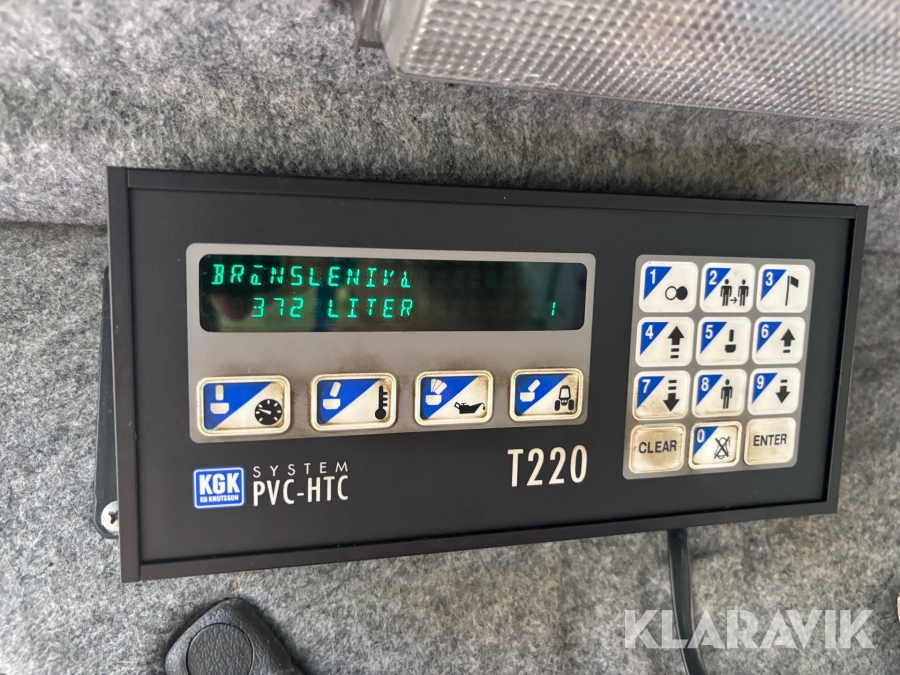 BRäNSLENIVå
372 LITER 1
1
2
3
4
5
6
7
8
9
CLEAR
0
ENTER
KGK
KG KNUTSSON
SYSTEM
PVC-HTC
T220
KLARAVIK